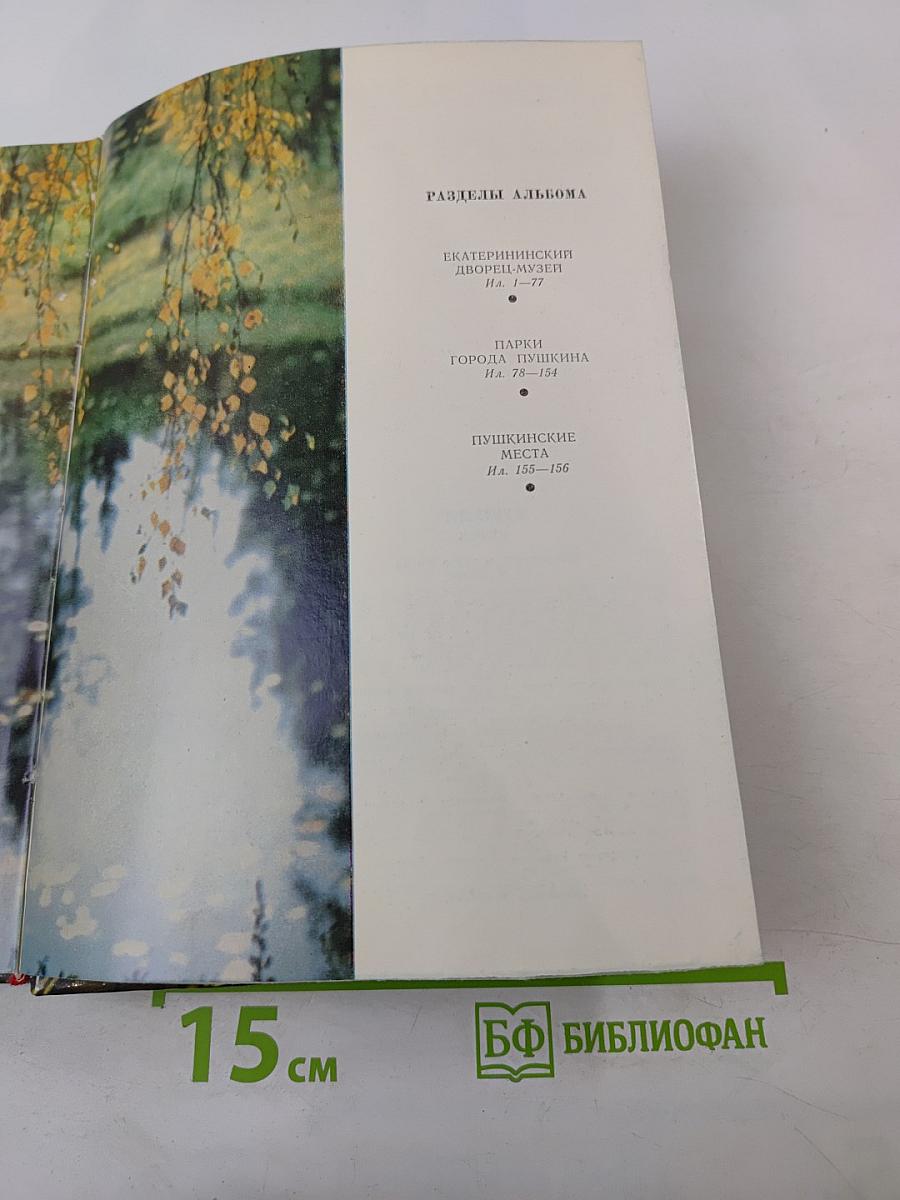 РАЗДЕЛЫ АЛЬБОМА
ЕКАТЕРИНИНСКИЙ
ДВОРЕЦ-МУЗЕЙ
Ил. 1—77
ПАРКИ
ГОРОДА ПУШКИНА
Ил. 78—154
ПУШКИНСКИЕ
МЕСТА
Ил. 155—156
15 см
БФ БИБЛИОФАН